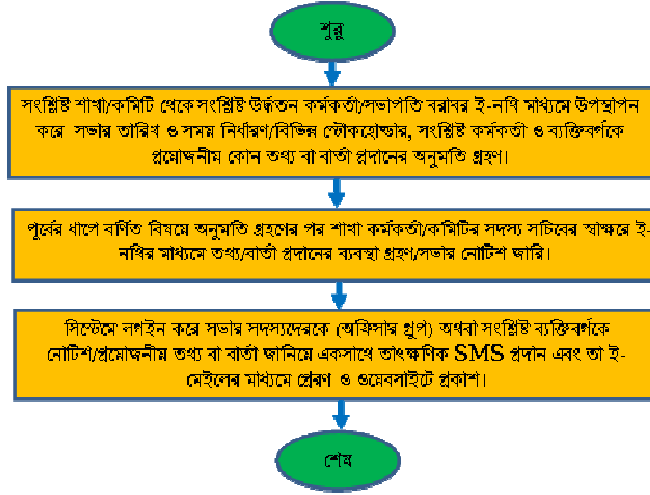 শুরু
সংশ্লিষ্ট শাখা/কমিটি থেকে সংশ্লিষ্ট উর্দ্ধতন কর্মকর্তা/সভাপতি বরাবর ই-নথি মাধ্যমে উপস্থাপন
করে সভার তারিখ ও সময় নির্ধারণ/বিভিন্ন স্টেকহোল্ডার, সংশ্লিষ্ট কর্মকর্তা ও ব্যক্তিবর্গকে
প্রয়োজনীয় কোন তথ্য বা বার্তা প্রদানের অনুমতি গ্রহণ।
পূর্বের ধাপে বর্ণিত বিষয়ে অনুমতি গ্রহণের পর শাখা কর্মকর্তা/কমিটির সদস্য সচিবের স্বাক্ষরে ই-
নথির মাধ্যমে তথ্য/বার্তা প্রদানের ব্যবস্থা গ্রহণ/সভার নোটিশ জারি।
সিস্টেমে লগইন করে সভার সদস্যদেরকে (অফিসার গ্রুপ) অথবা সংশ্লিষ্ট ব্যক্তিবর্গকে
নোটিশ/প্রয়োজনীয় তথ্য বা বার্তা জানিয়ে একসাথে তাৎক্ষণিক SMS প্রদান এবং তা ই-
মেইলের মাধ্যমে প্রেরণ ও ওয়েবসাইটে প্রকাশ।
শেষ